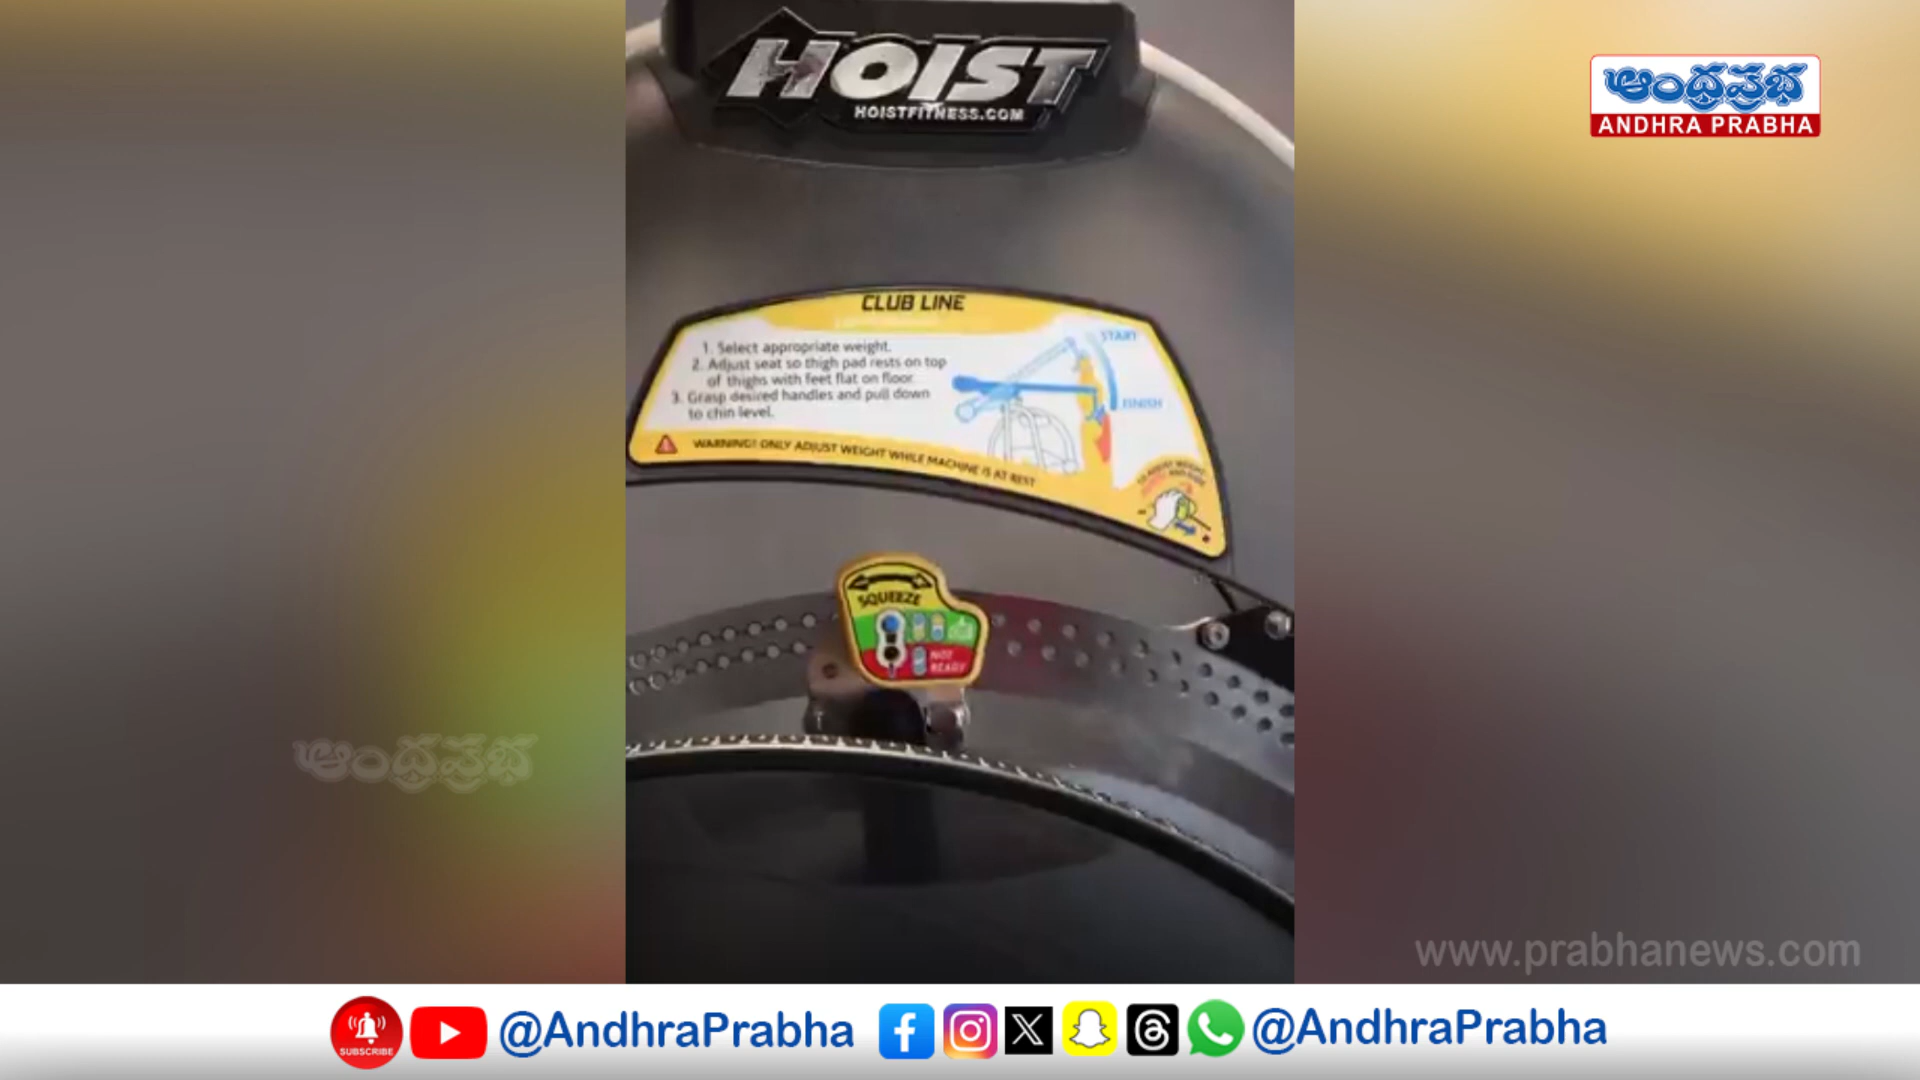 HOIST
HOISTFITNESS.COM
ఆంధ్రప్రభ
ANDHRA PRABHA
CLUB LINE
1. Select appropriate weight.
2. Adjust seat so thigh pad rests on top
of thighs with feet flat on floor.
3. Grasp desired handles and pull down
to chin level.
START
FINISH
WARNING! ONLY ADJUST WEIGHT WHILE MACHINE IS AT REST
TO ADJUST WEIGHT
SQUEEZE
NOT
READY
ఆంధ్రప్రభ
www.prabhanews.com
SUBSCRIBE
@AndhraPrabha
@AndhraPrabha